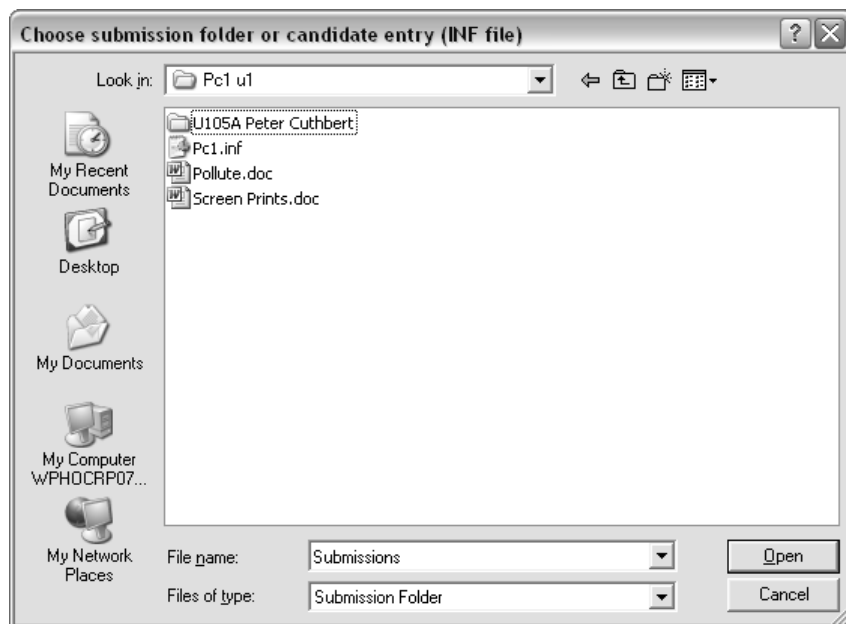 Choose submission folder or candidate entry (INF file)
Look in:
Pc1 u1
My Recent
Documents
Desktop
My Documents
My Computer
WPHOCRP07...
My Network
Places
U105A Peter Cuthbert
Pc1.inf
Pollute.doc
Screen Prints.doc
File name:
Submissions
Open
Files of type:
Submission Folder
Cancel